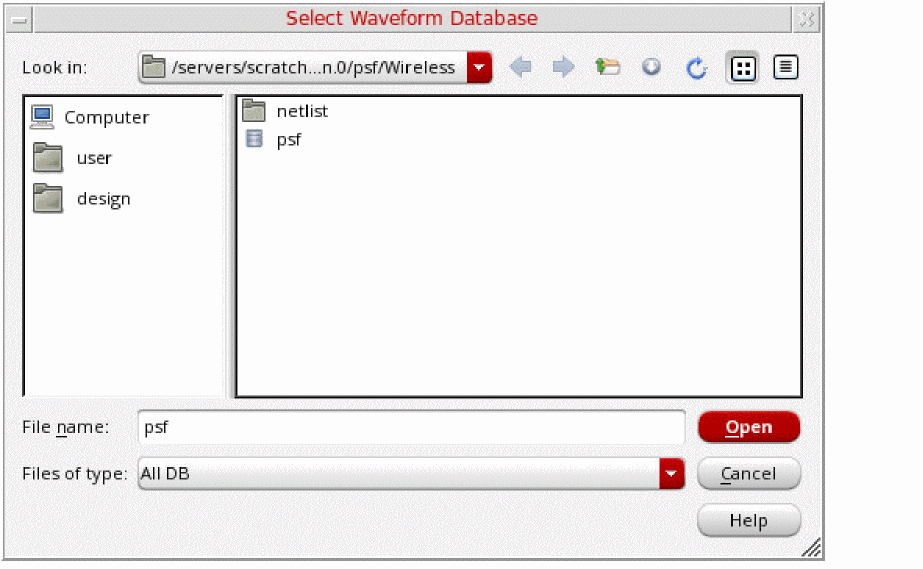 Select Waveform Database
Look in: /servers/scratch...n.0/psf/Wireless
Computer
user
design
netlist
psf
File name: psf
Open
Files of type: All DB
Cancel
Help